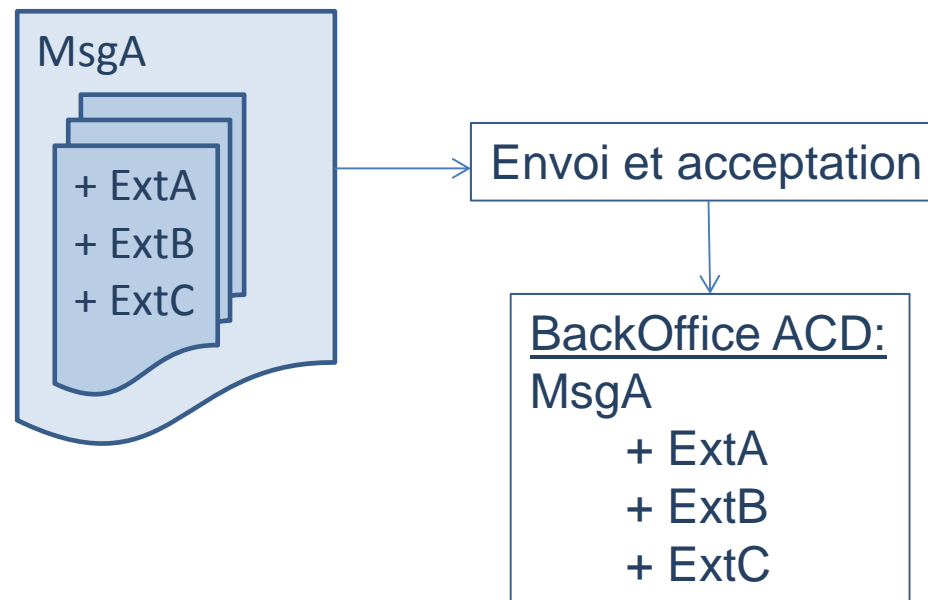 MsgA
+ ExtA
+ ExtB
+ ExtC
Envoi et acceptation
BackOffice ACD:
MsgA
+ ExtA
+ ExtB
+ ExtC